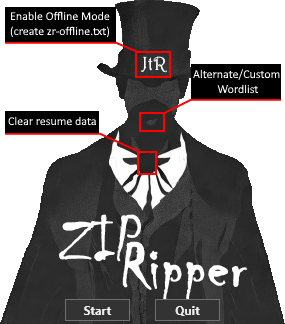 Enable Offline Mode
(create zr-offline.txt)
JtR
Alternate/Custom
Wordlist
Clear resume data
ZIP
Ripper
Start
Quit